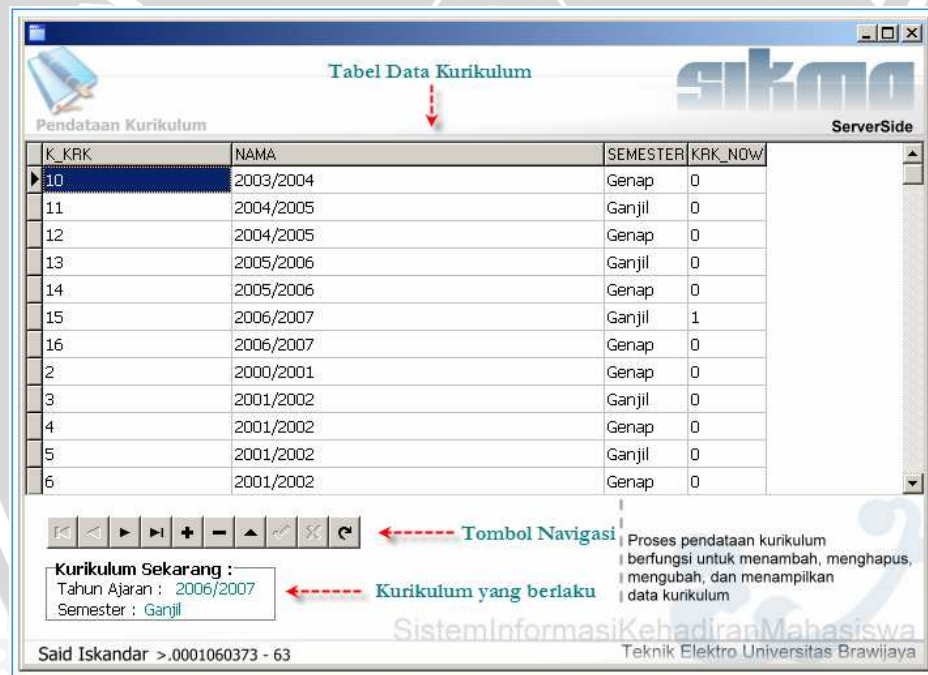 Tabel Data Kurikulum
sikma
Pendataan Kurikulum
ServerSide
K_KRK NAMA SEMESTER KRK_NOW
10 2003/2004 Genap 0
11 2004/2005 Ganjil 0
12 2004/2005 Genap 0
13 2005/2006 Ganjil 0
14 2005/2006 Genap 0
15 2006/2007 Ganjil 1
16 2006/2007 Genap 0
2 2000/2001 Genap 0
3 2001/2002 Ganjil 0
4 2001/2002 Genap 0
5 2001/2002 Ganjil 0
6 2001/2002 Genap 0
Tombol Navigasi
Kurikulum Sekarang :
Tahun Ajaran : 2006/2007
Semester : Ganjil
Kurikulum yang berlaku
Proses pendataan kurikulum
berfungsi untuk menambah, menghapus,
mengubah, dan menampilkan
data kurikulum
SistemInformasiKehadiranMahasiswa
Said Iskandar >.0001060373 - 63
Teknik Elektro Universitas Brawijaya